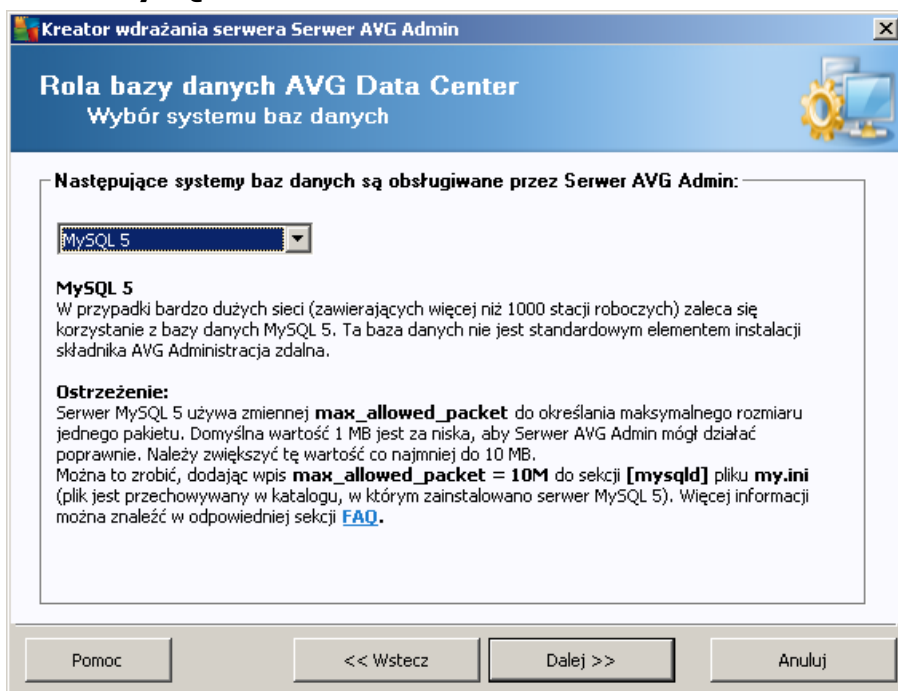 Kreator wdrażania serwera Serwer AVG Admin
Rola bazy danych AVG Data Center
Wybór systemu baz danych
Następujące systemy baz danych są obsługiwane przez Serwer AVG Admin:
MySQL 5
MySQL 5
W przypadki bardzo dużych sieci (zawierających więcej niż 1000 stacji roboczych) zaleca się
korzystanie z bazy danych MySQL 5. Ta baza danych nie jest standardowym elementem instalacji
składnika AVG Administracja zdalna.
Ostrzeżenie:
Serwer MySQL 5 używa zmiennej max_allowed_packet do określania maksymalnego rozmiaru
jednego pakietu. Domyślna wartość 1 MB jest za niska, aby Serwer AVG Admin mógł działać
poprawnie. Należy zwiększyć tę wartość co najmniej do 10 MB.
Można to zrobić, dodając wpis max_allowed_packet = 10M do sekcji [mysqld] pliku my.ini
(plik jest przechowywany w katalogu, w którym zainstalowano serwer MySQL 5). Więcej informacji
można znaleźć w odpowiedniej sekcji FAQ.
Pomoc
<< Wstecz
Dalej >>
Anuluj